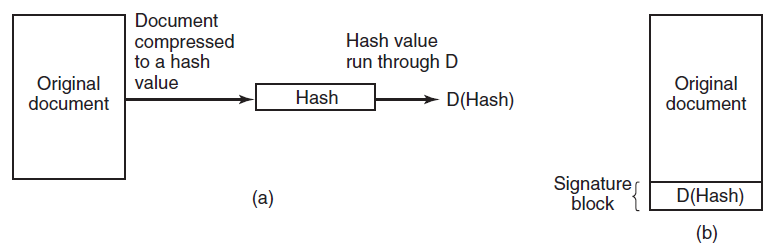 Document
compressed
to a hash
value
Original
document
Hash
Hash value
run through D
D(Hash)
(a)
Original
document
Signature
block
D(Hash)
(b)